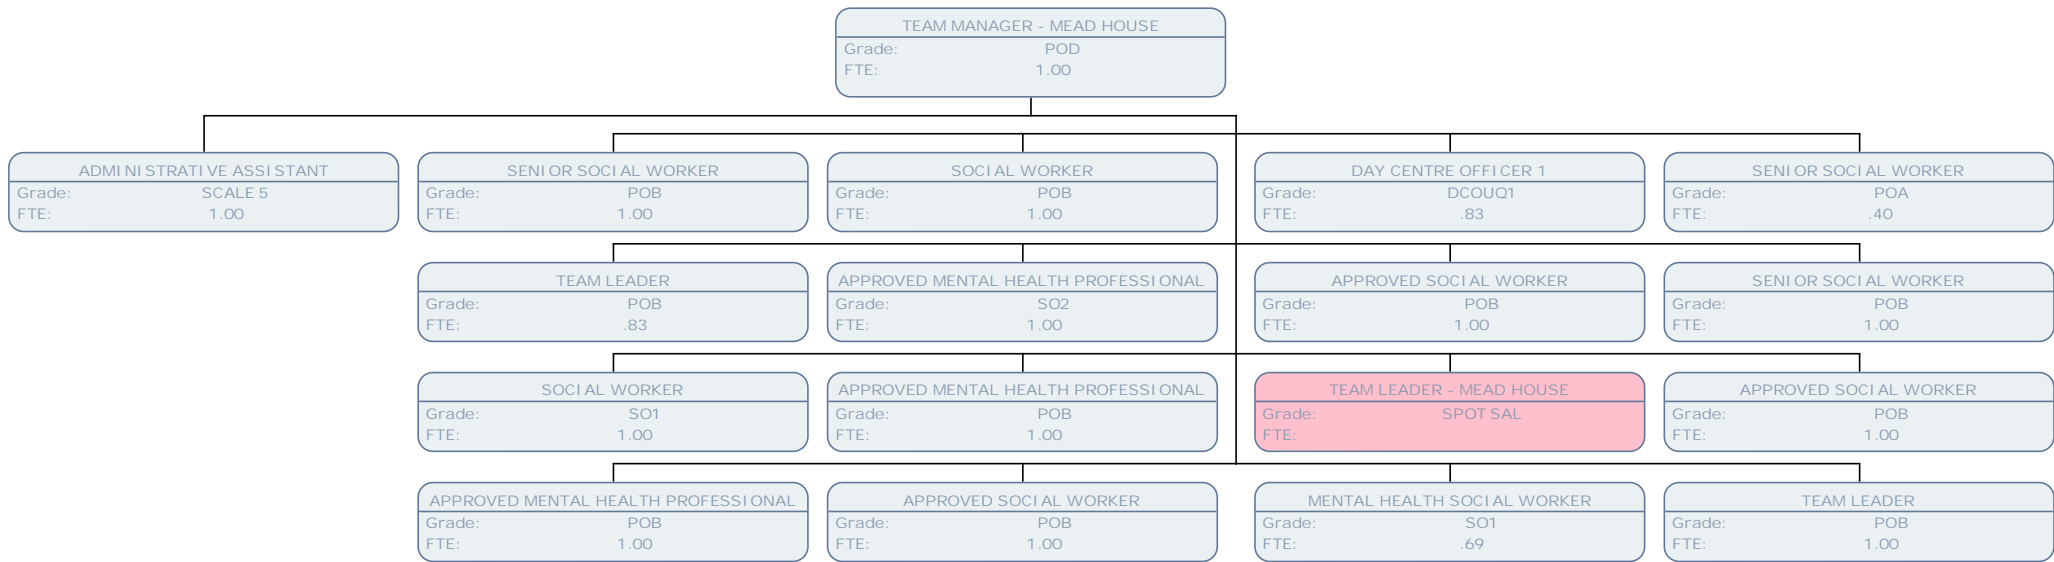 TEAM MANAGER - MEAD HOUSE
Grade: POD
FTE: 1.00
ADMINISTRATIVE ASSISTANT
Grade: SCALE 5
FTE: 1.00
SENIOR SOCIAL WORKER
Grade: POB
FTE: 1.00
SOCIAL WORKER
Grade: POB
FTE: 1.00
DAY CENTRE OFFICER 1
Grade: DCOUQ1
FTE: .83
SENIOR SOCIAL WORKER
Grade: POA
FTE: .40
TEAM LEADER
Grade: POB
FTE: .83
APPROVED MENTAL HEALTH PROFESSIONAL
Grade: SO2
FTE: 1.00
APPROVED SOCIAL WORKER
Grade: POB
FTE: 1.00
SENIOR SOCIAL WORKER
Grade: POB
FTE: 1.00
SOCIAL WORKER
Grade: SO1
FTE: 1.00
APPROVED MENTAL HEALTH PROFESSIONAL
Grade: POB
FTE: 1.00
TEAM LEADER - MEAD HOUSE
Grade: SPOT SAL
FTE:
APPROVED SOCIAL WORKER
Grade: POB
FTE: 1.00
APPROVED MENTAL HEALTH PROFESSIONAL
Grade: POB
FTE: 1.00
APPROVED SOCIAL WORKER
Grade: POB
FTE: 1.00
MENTAL HEALTH SOCIAL WORKER
Grade: SO1
FTE: .69
TEAM LEADER
Grade: POB
FTE: 1.00